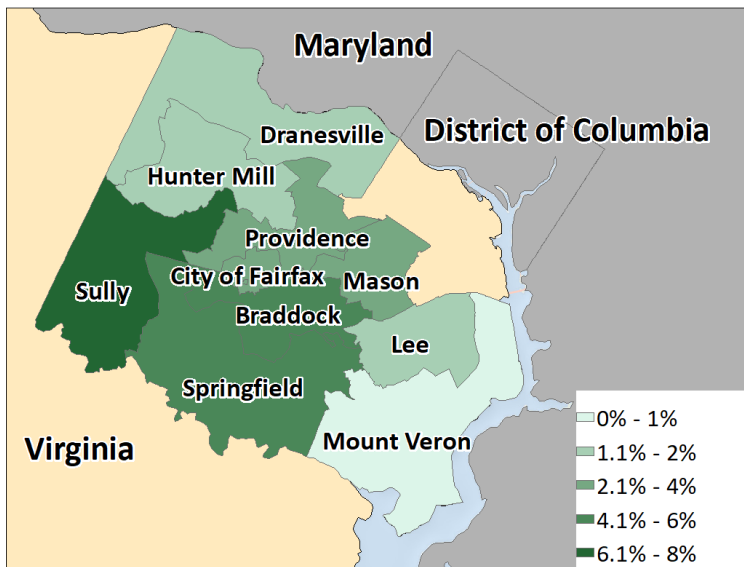 Maryland
District of Columbia
Dranesville
Hunter Mill
Providence
City of Fairfax
Mason
Sully
Braddock
Lee
Springfield
Mount Veron
Virginia
0% - 1%
1.1% - 2%
2.1% - 4%
4.1% - 6%
6.1% - 8%